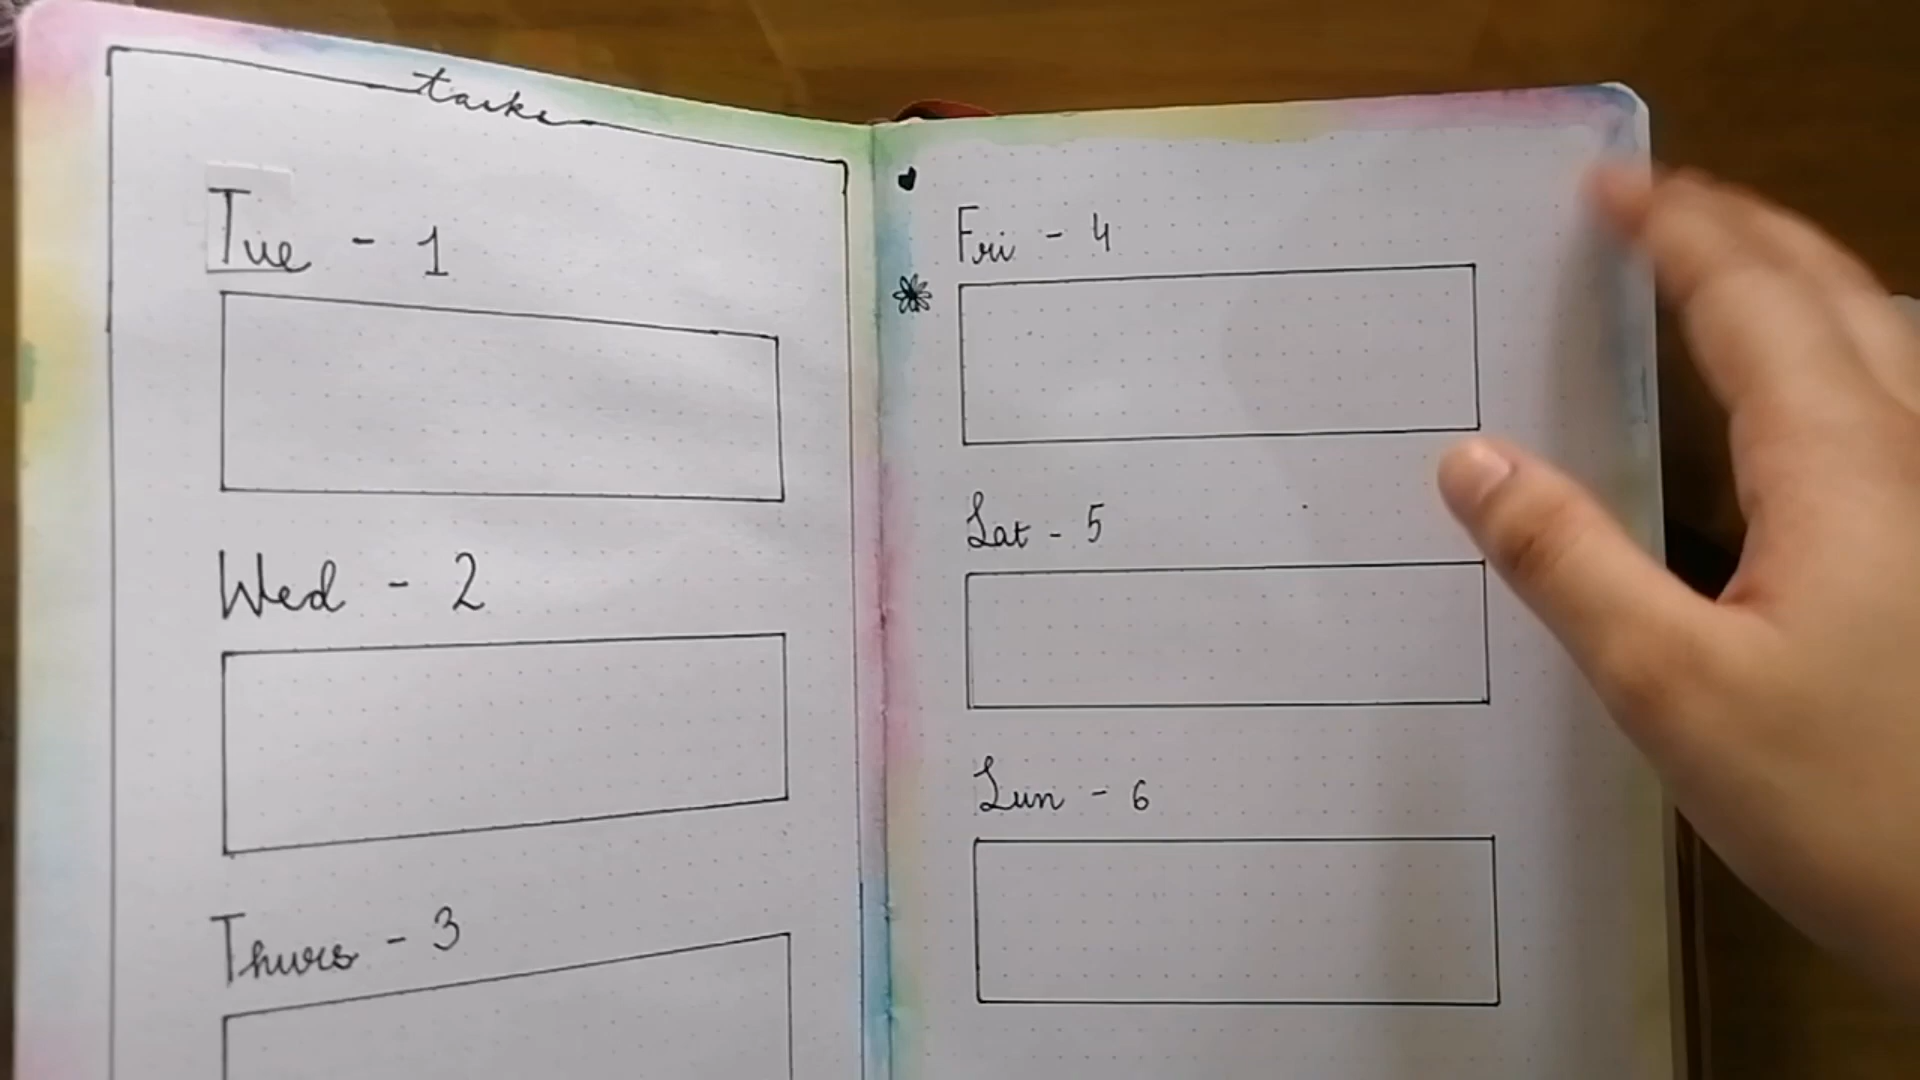 tasks
Tue - 1
Wed - 2
Thurs - 3
Fri - 4
Sat - 5
Sun - 6